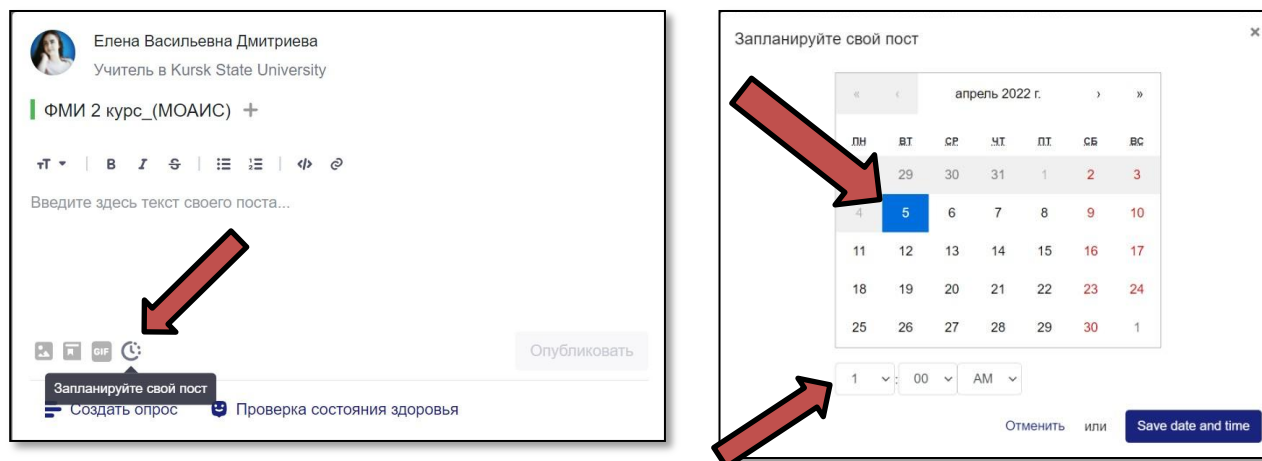 Елена Васильевна Дмитриева
Учитель в Kursk State University
ФМИ 2 курс_(МОАИС) +
тТ B I S </>
Введите здесь текст своего поста...
GIF
Опубликовать
Запланируйте свой пост
Создать опрос Проверка состояния здоровья
Запланируйте свой пост ×
« ‹ апрель 2022 г. › »
ПН ВТ СР ЧТ ПТ СБ ВС
29 30 31 1 2 3
4 5 6 7 8 9 10
11 12 13 14 15 16 17
18 19 20 21 22 23 24
25 26 27 28 29 30 1
1 : 00 AM
Отменить или Save date and time